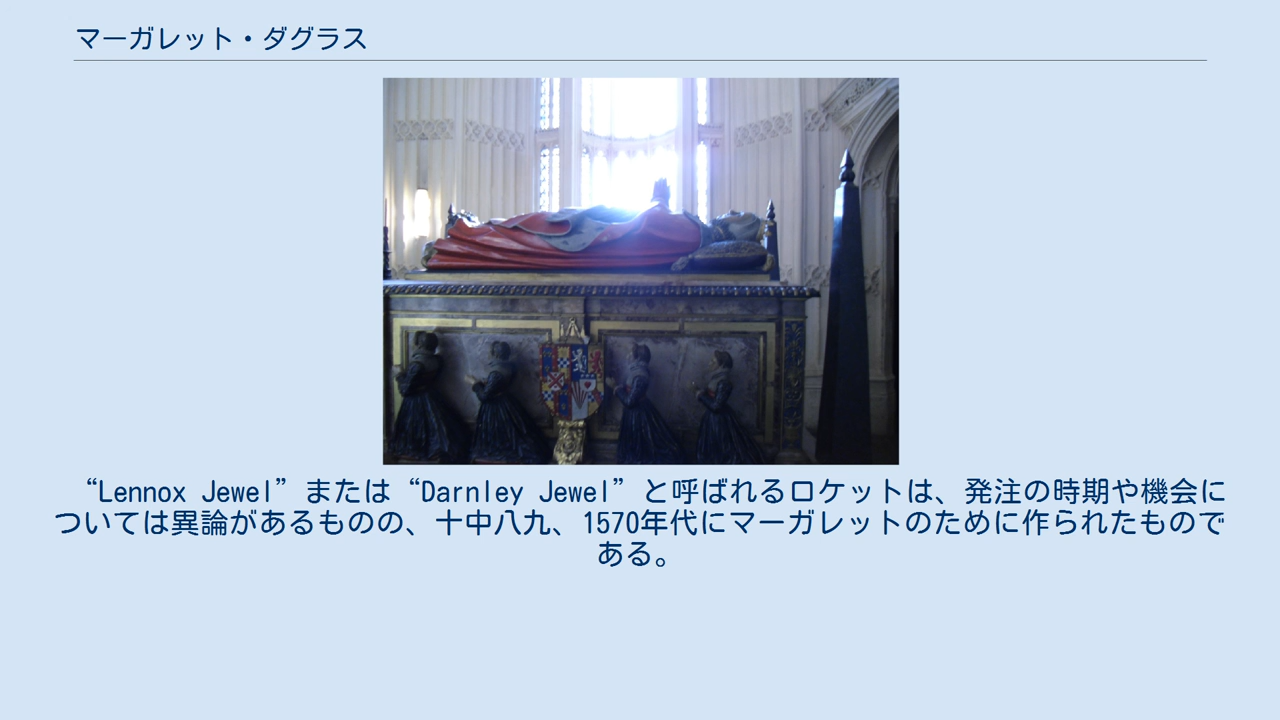 マーガレット・ダグラス
“Lennox Jewel”または“Darnley Jewel”と呼ばれるロケットは、発注の時期や機会に
ついては異論があるものの、十中八九、1570年代にマーガレットのために作られたもので
ある。